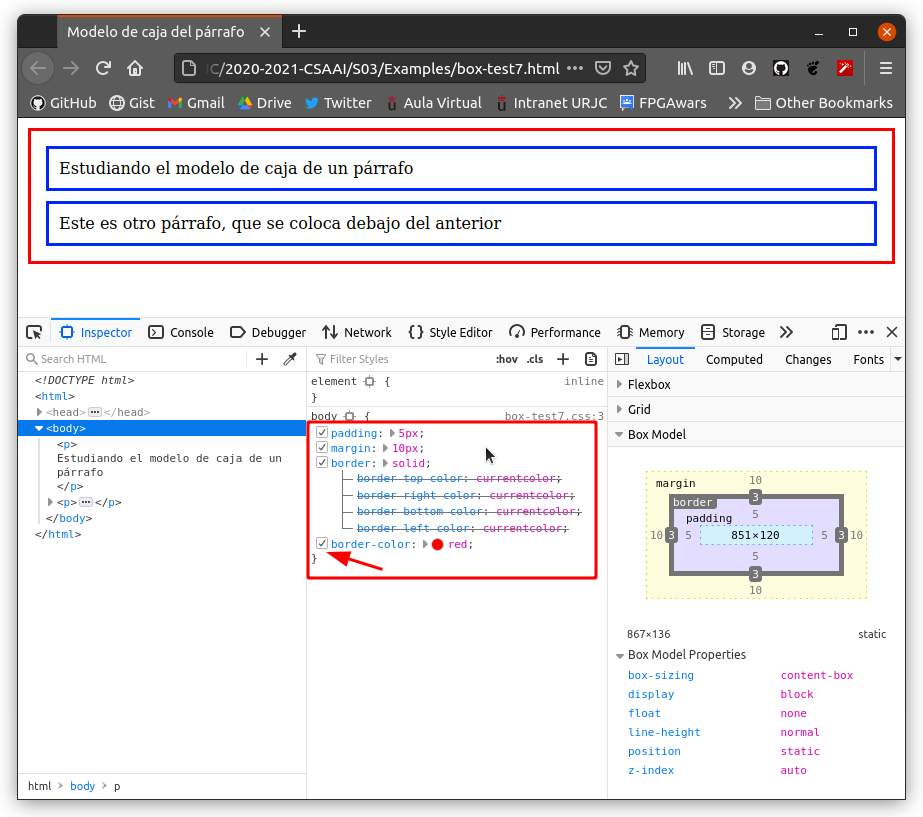 Modelo de caja del párrafo
JC/2020-2021-CSAAI/S03/Examples/box-test7.html
GitHub Gist Gmail Drive Twitter Aula Virtual Intranet URJC FPGAwars Other Bookmarks
Estudiando el modelo de caja de un párrafo
Este es otro párrafo, que se coloca debajo del anterior
Inspector Console Debugger Network Style Editor Performance Memory Storage
Search HTML
<!DOCTYPE html>
<html>
<head> </head>
<body>
<p>
Estudiando el modelo de caja de un
párrafo
</p>
<p> </p>
</body>
</html>
html > body > p
Filter Styles :hov .cls +
element { inline
}
body { box-test7.css:3
padding: 5px;
margin: 10px;
border: solid;
border-top-color: currentcolor;
border-right-color: currentcolor;
border-bottom-color: currentcolor;
border-left-color: currentcolor;
border-color: red;
}
Layout Computed Changes Fonts
Flexbox
Grid
Box Model
margin 10
border 3
padding 5
10 3 5 851×120 5 3 10
5
3
10
867×136 static
Box Model Properties
box-sizing content-box
display block
float none
line-height normal
position static
z-index auto